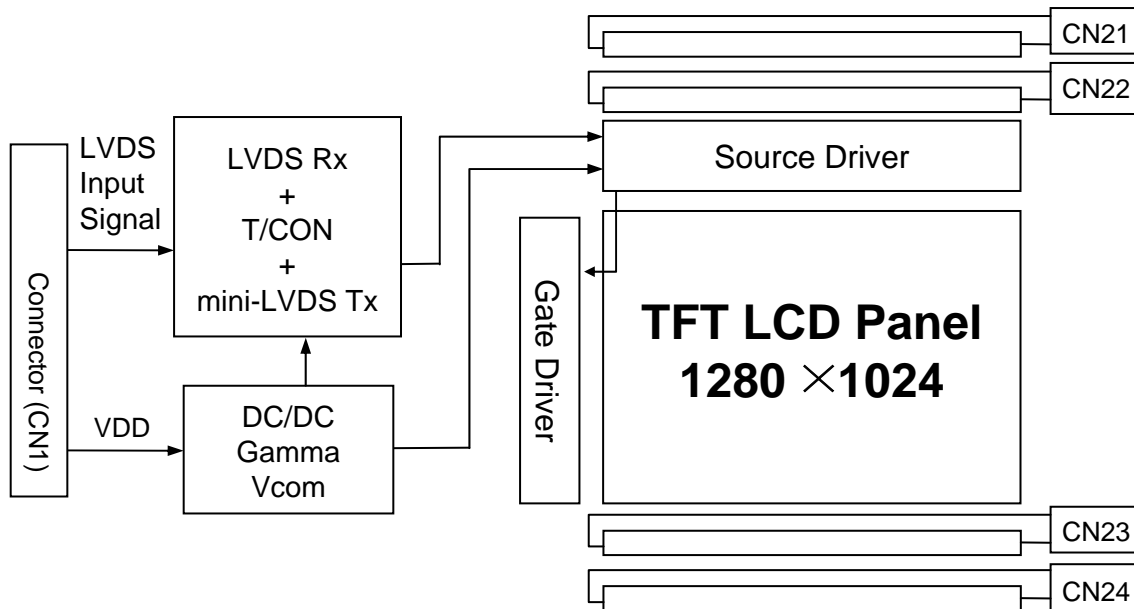 CN21
CN22
LVDS
Input
Signal
LVDS Rx
+
T/CON
+
mini-LVDS Tx
Source Driver
Connector (CN1)
Gate Driver
TFT LCD Panel
1280 ×1024
VDD
DC/DC
Gamma
Vcom
CN23
CN24